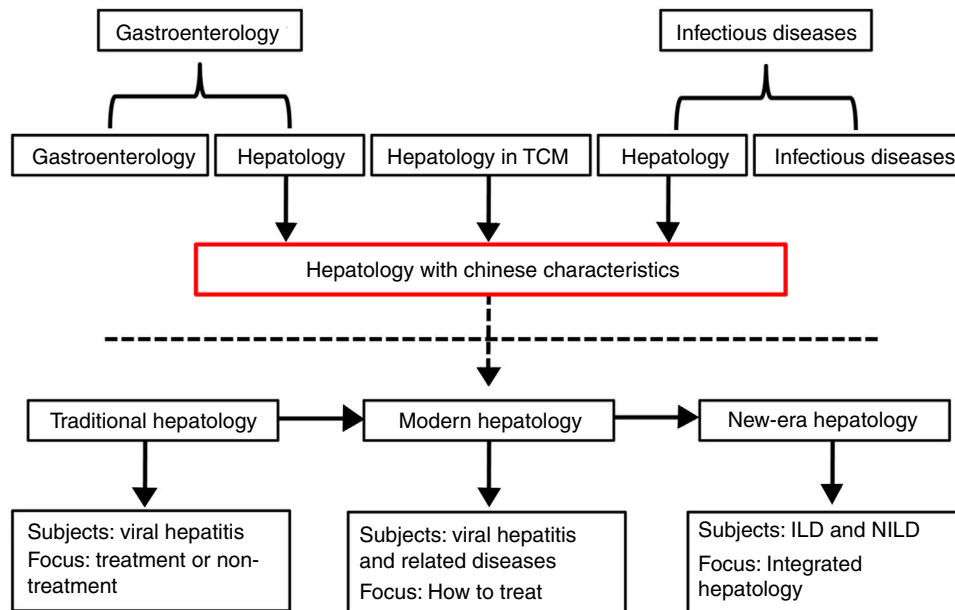 Gastroenterology
Infectious diseases
Gastroenterology
Hepatology
Hepatology in TCM
Hepatology
Infectious diseases
Hepatology with chinese characteristics
Traditional hepatology
Modern hepatology
New-era hepatology
Subjects: viral hepatitis
Focus: treatment or non-
treatment
Subjects: viral hepatitis
and related diseases
Focus: How to treat
Subjects: ILD and NILD
Focus: Integrated
hepatology